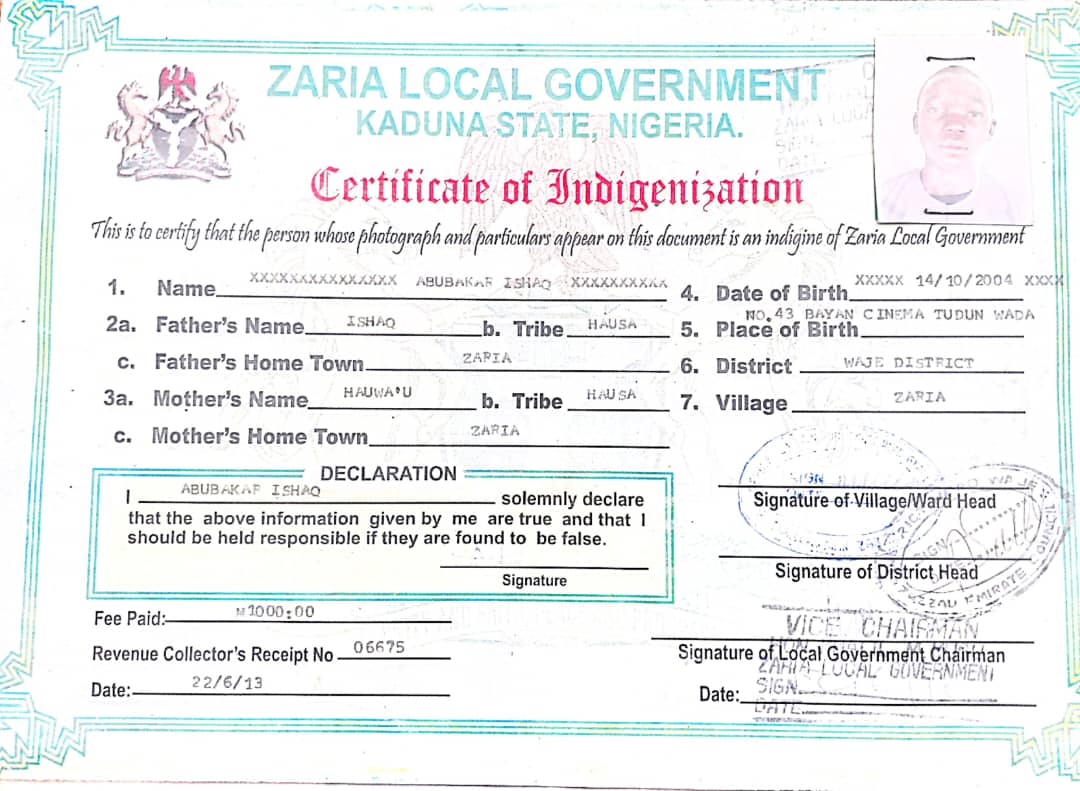 ZARIA LOCAL GOVERNMENT
KADUNA STATE, NIGERIA.
Certificate of Indigenization
This is to certify that the person whose photograph and particulars appear on this document is an indigine of Zaria Local Government
1. Name XXXXXXXXXXXXXXX ABUBAKAR ISHAQ XXXXXXXXXX
2a. Father's Name ISHAQ b. Tribe HAUSA
c. Father's Home Town ZARIA
3a. Mother's Name HAUWA'U b. Tribe HAUSA
c. Mother's Home Town ZARIA
4. Date of Birth XXXXX 14/10/2004 XXXX
5. Place of Birth NO.43 BAYAN CINEMA TUDUN WADA
6. District WAJE DISTRICT
7. Village ZARIA
DECLARATION
I ABUBAKAR ISHAQ solemnly declare
that the above information given by me are true and that I
should be held responsible if they are found to be false.
Signature
Fee Paid: ₦1000:00
Revenue Collector's Receipt No 06675
Date: 22/6/13
Signature of Village/Ward Head
Signature of District Head
SIGN
EMIRATE COUNCIL
VICE CHAIRMAN
Signature of Local Government Chairman
ZARIA LOCAL GOVERNMENT
Date:
SIGN
DATE